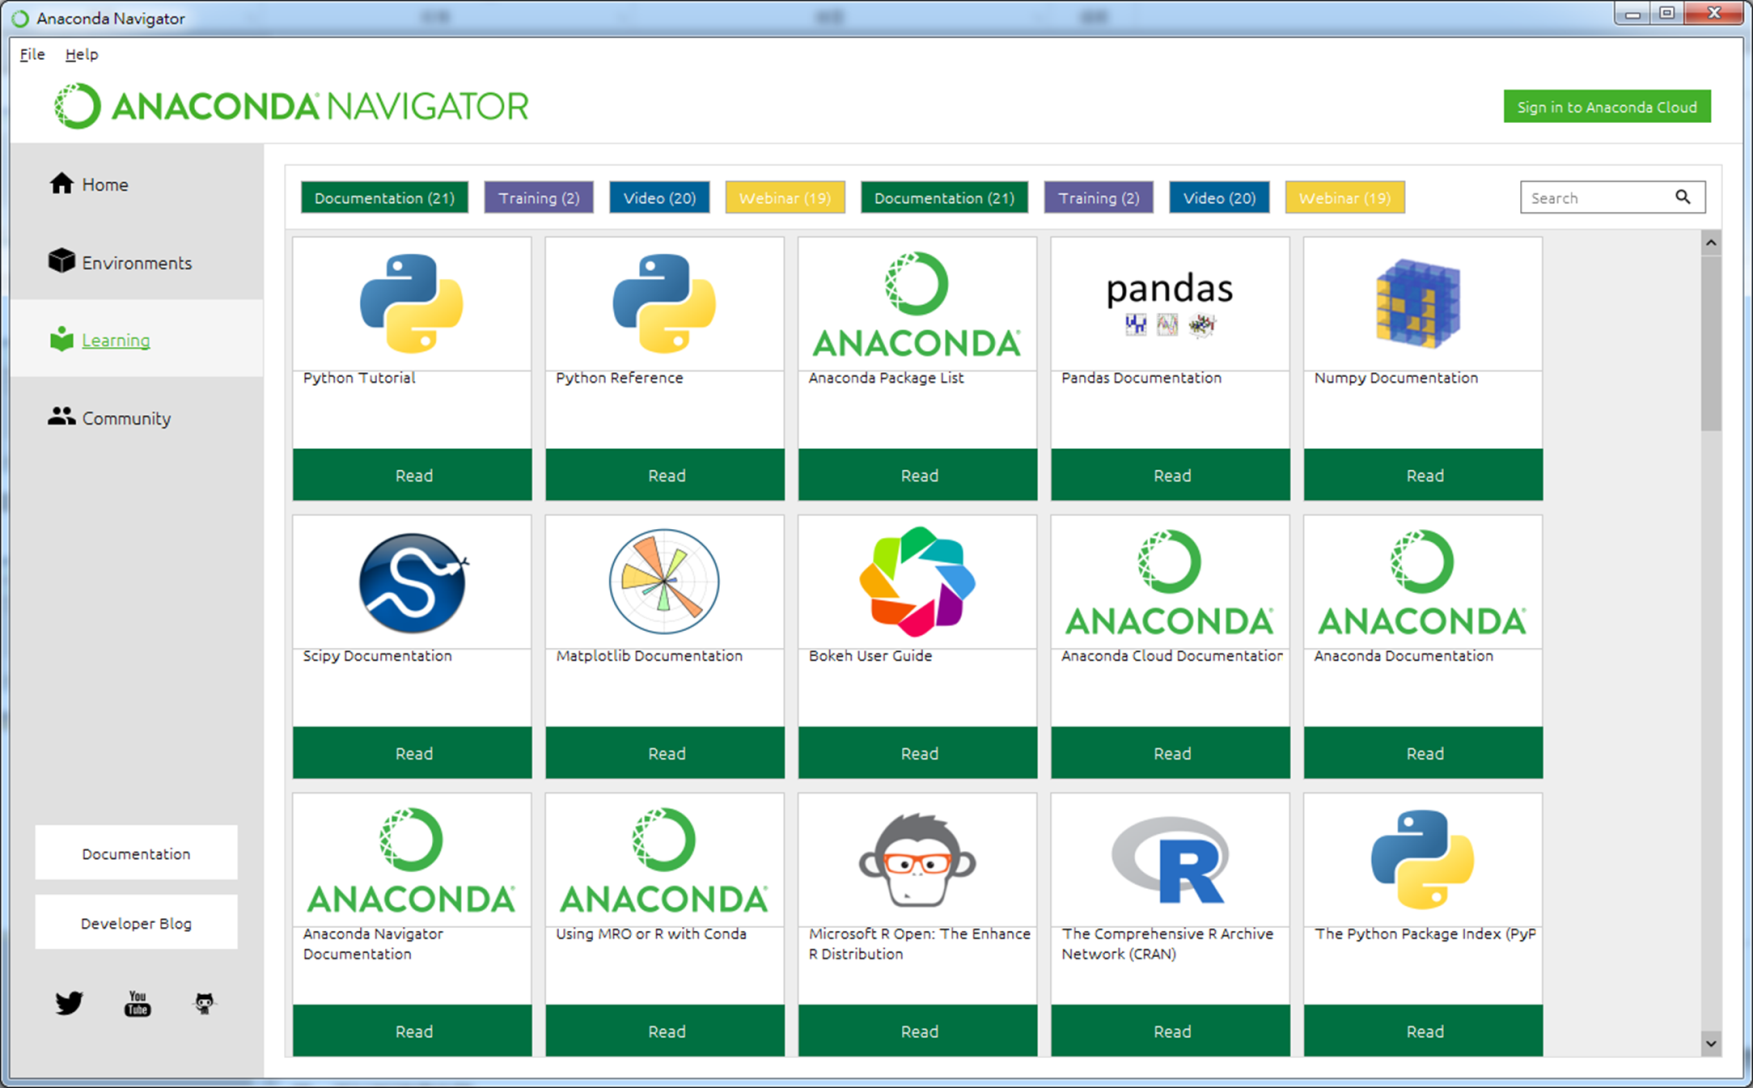 Anaconda Navigator
File Help
ANACONDA NAVIGATOR
Sign in to Anaconda Cloud
Home
Environments
Learning
Community
Documentation
Developer Blog
You
Tube
Documentation (21) Training (2) Video (20) Webinar (19) Documentation (21) Training (2) Video (20) Webinar (19) Search
pandas
ANACONDA
Python Tutorial
Python Reference
Anaconda Package List
Pandas Documentation
Numpy Documentation
Read Read Read Read Read
ANACONDA ANACONDA
Scipy Documentation
Matplotlib Documentation
Bokeh User Guide
Anaconda Cloud Documentation
Anaconda Documentation
Read Read Read Read Read
ANACONDA ANACONDA
R
Anaconda Navigator
Documentation
Using MRO or R with Conda
Microsoft R Open: The Enhance
R Distribution
The Comprehensive R Archive
Network (CRAN)
The Python Package Index (PyP
Read Read Read Read Read